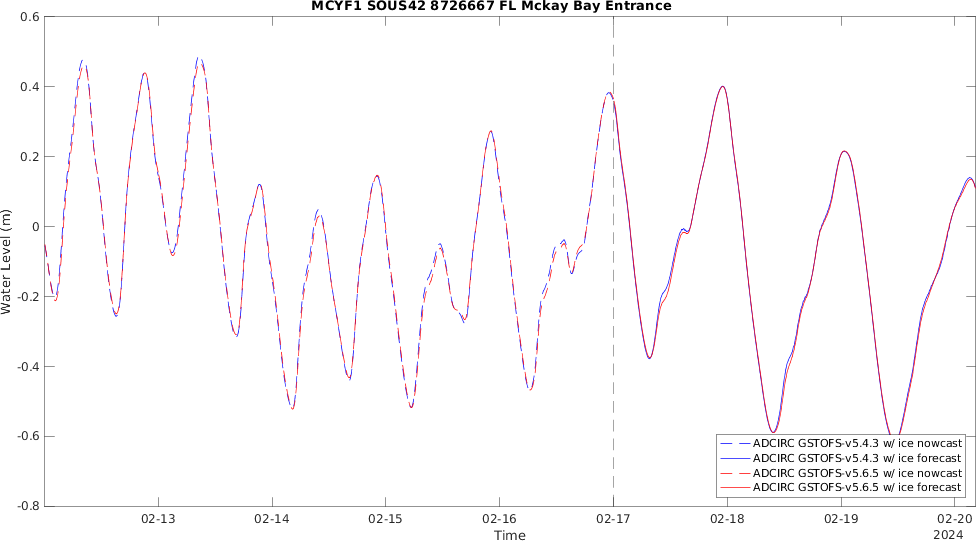 MCYF1 SOUS42 8726667 FL Mckay Bay Entrance
0.6
0.4
0.2
0
-0.2
-0.4
-0.6
-0.8
Water Level (m)
ADCIRC GSTOFS-v5.4.3 w/ ice nowcast
ADCIRC GSTOFS-v5.4.3 w/ ice forecast
ADCIRC GSTOFS-v5.6.5 w/ ice nowcast
ADCIRC GSTOFS-v5.6.5 w/ ice forecast
02-13 02-14 02-15 02-16 02-17 02-18 02-19 02-20
Time 2024